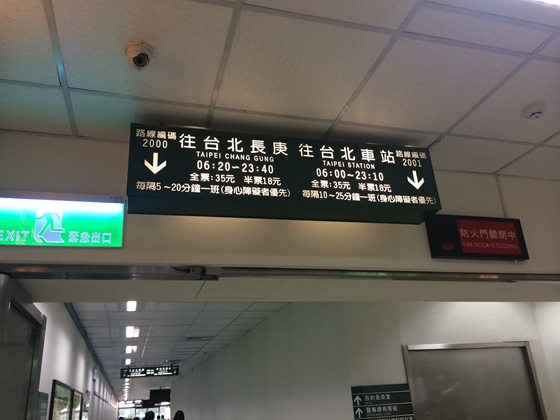 路線編碼
2000
往台北長庚
TAIPEI CHANG GUNG
06:20~23:40
全票:35元 半票18元
每隔5~20分鐘一班(身心障礙者優先)
往台北車站
TAIPEI STATION
路線編碼
2001
06:00~23:10
全票:35元 半票18元
每隔10~25分鐘一班(身心障礙者優先)
EXIT 緊急出口
防火門關閉中
FIRE DOOR IS CLOSING